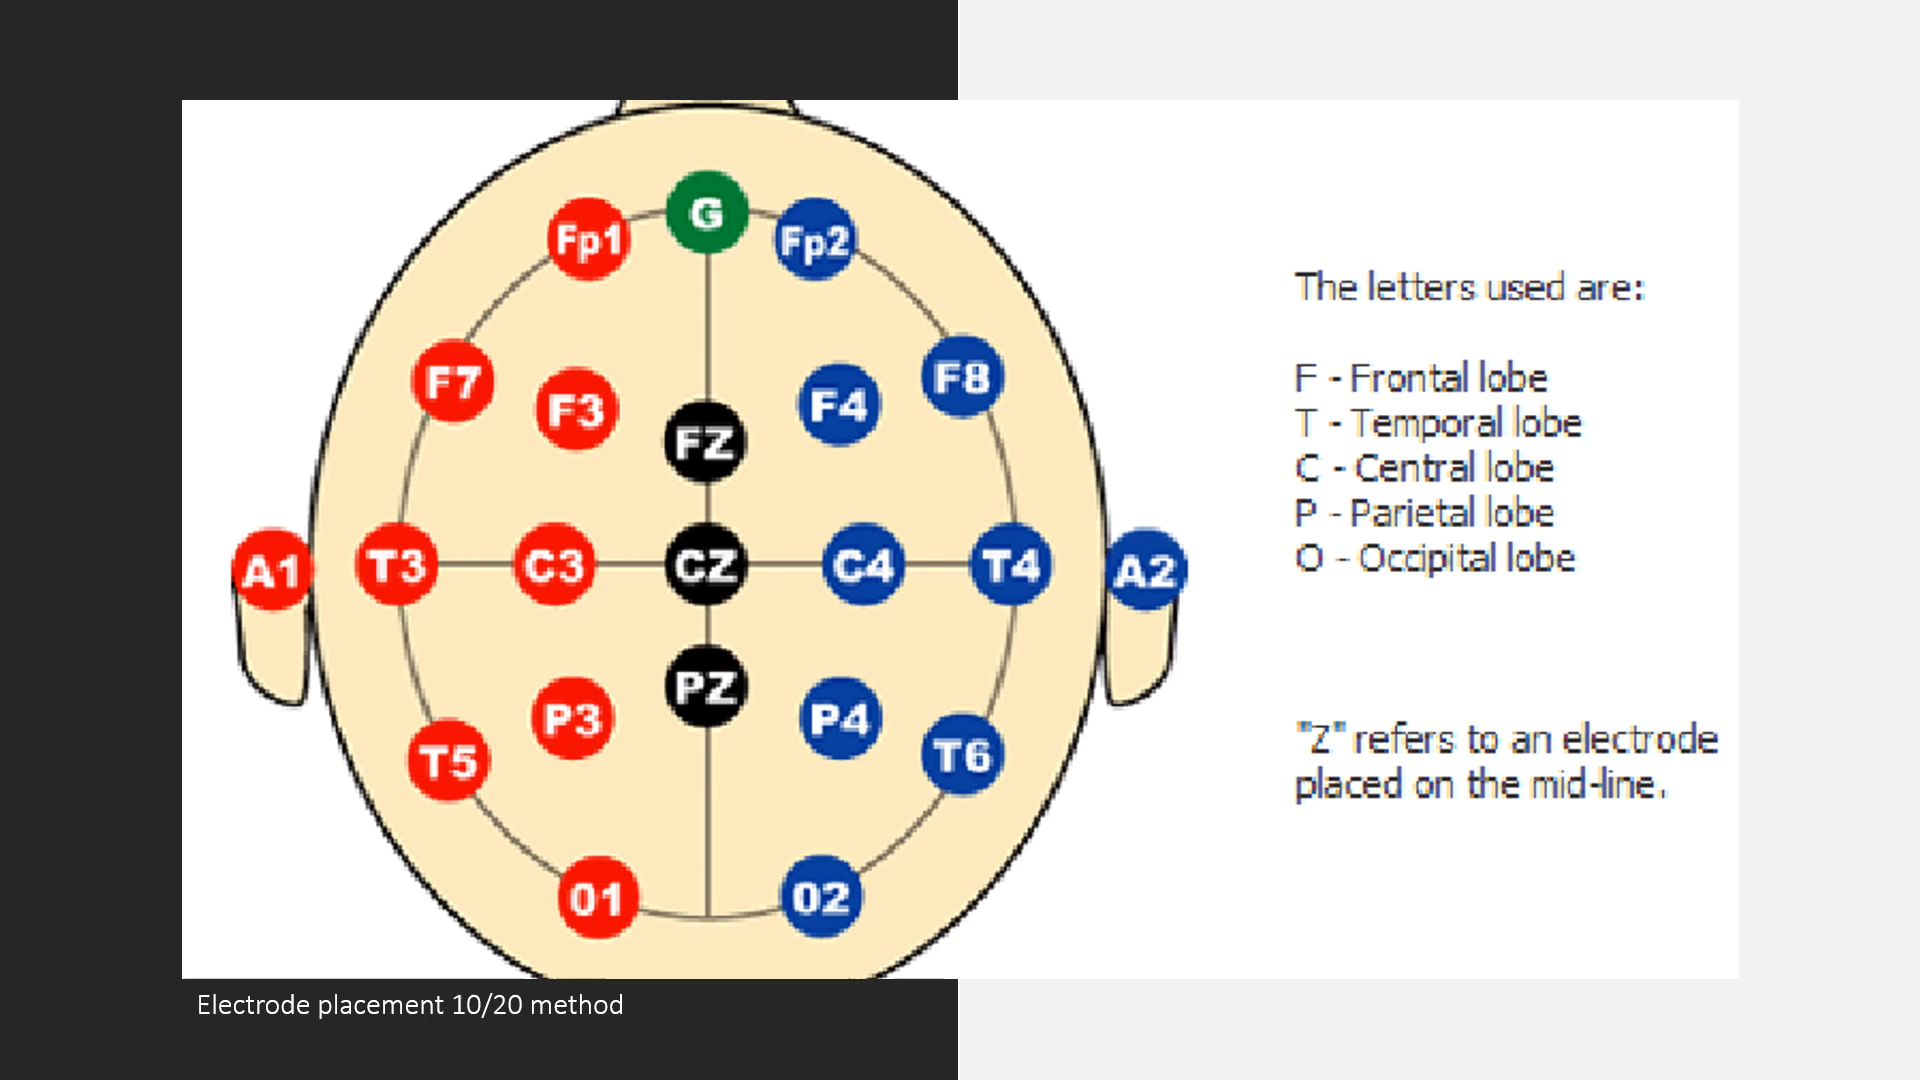 G
Fp1 Fp2
F7 F3 FZ F4 F8
A1 T3 C3 CZ C4 T4 A2
T5 P3 PZ P4 T6
01 02
The letters used are:
F - Frontal lobe
T - Temporal lobe
C - Central lobe
P - Parietal lobe
O - Occipital lobe
"Z" refers to an electrode
placed on the mid-line.
Electrode placement 10/20 method